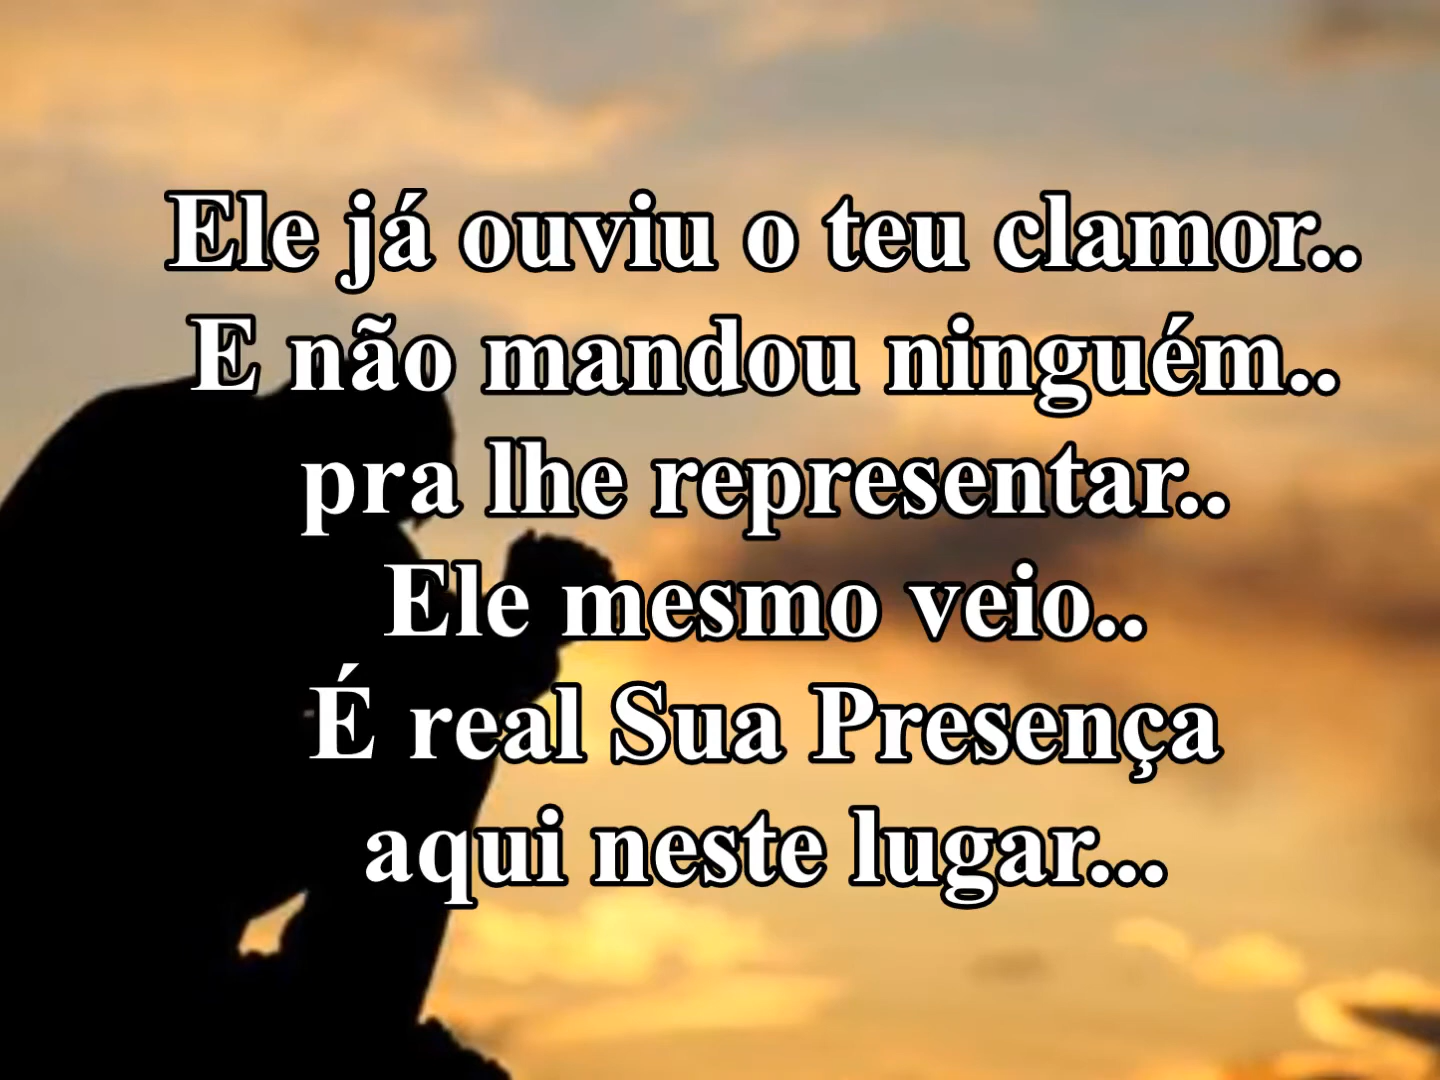 Ele já ouviu o teu clamor..
E não mandou ninguém..
pra lhe representar..
Ele mesmo veio..
É real Sua Presença
aqui neste lugar...